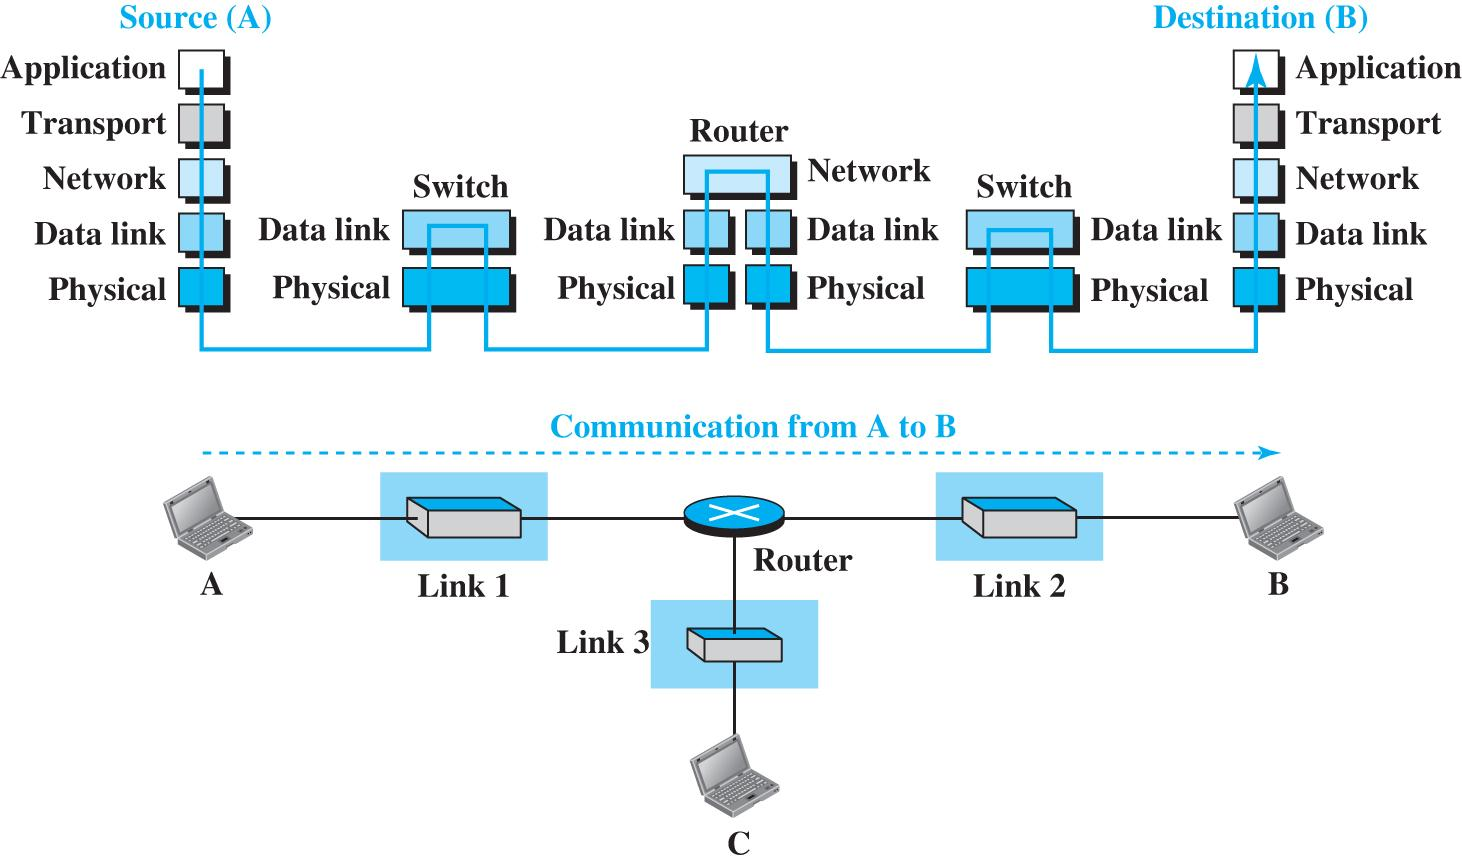 Source (A)
Destination (B)
Application
Application
Transport
Transport
Router
Network
Network
Network
Switch
Switch
Data link
Data link
Data link
Data link
Data link
Data link
Physical
Physical
Physical
Physical
Physical
Physical
Communication from A to B
A
Link 1
Router
Link 2
B
Link 3
C